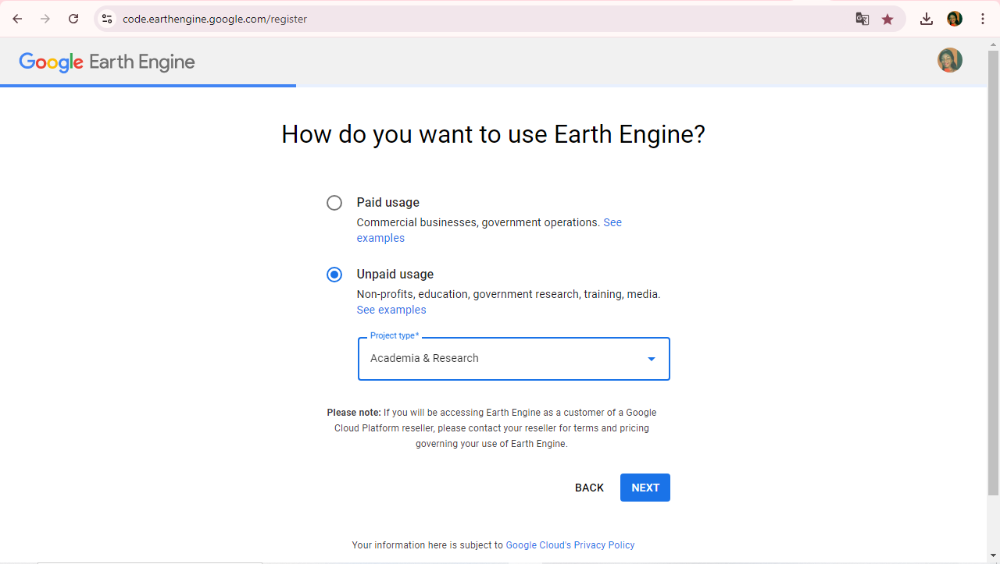 code.earthengine.google.com/register
Google Earth Engine
How do you want to use Earth Engine?
Paid usage
Commercial businesses, government operations. See
examples
Unpaid usage
Non-profits, education, government research, training, media.
See examples
Project type*
Academia & Research
Please note: If you will be accessing Earth Engine as a customer of a Google
Cloud Platform reseller, please contact your reseller for terms and pricing
governing your use of Earth Engine.
BACK NEXT
Your information here is subject to Google Cloud's Privacy Policy